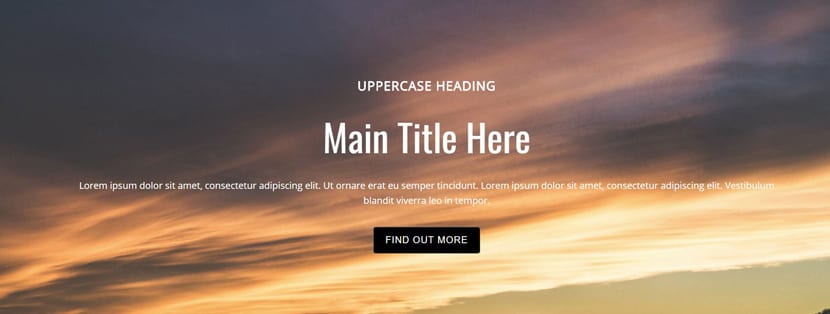 UPPERCASE HEADING
Main Title Here
Lorem ipsum dolor sit amet, consectetur adipiscing elit. Ut ornare erat eu semper tincidunt. Lorem ipsum dolor sit amet, consectetur adipiscing elit. Vestibulum
blandit viverra leo in tempor.
FIND OUT MORE